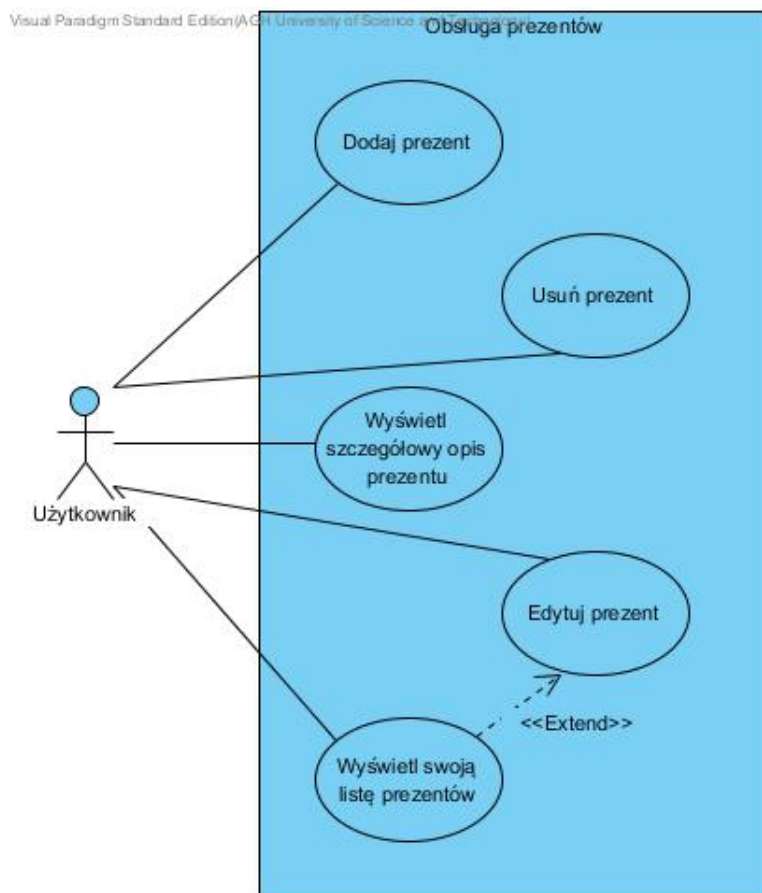 Visual Paradigm Standard Edition(AGH University of Science and Technology)
Obsługa prezentów
Dodaj prezent
Usuń prezent
Wyświetl
szczegółowy opis
prezentu
Użytkownik
Edytuj prezent
<<Extend>>
Wyświetl swoją
listę prezentów